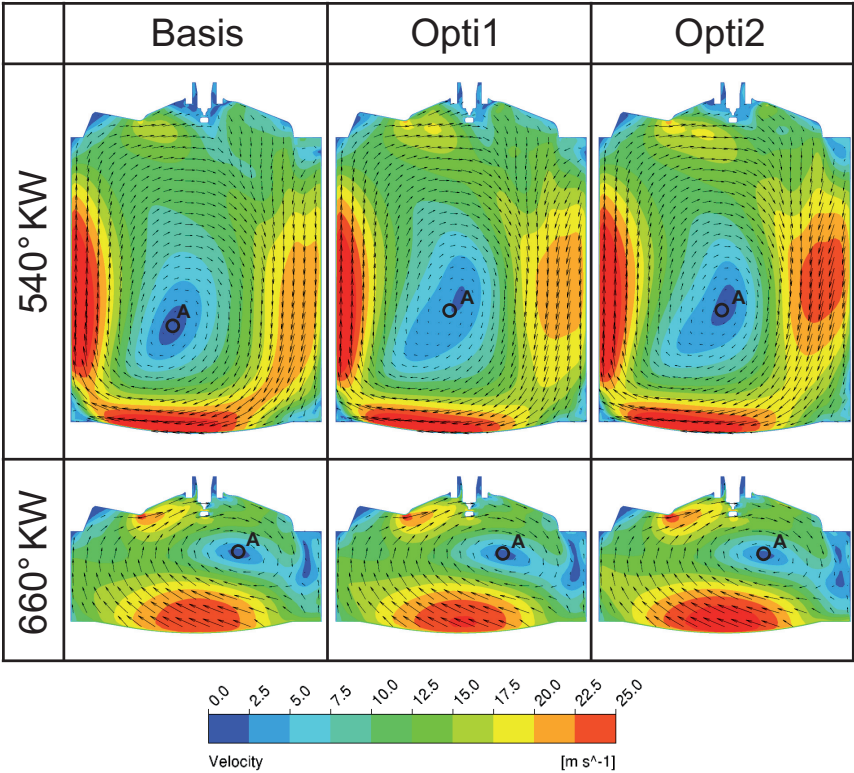 Basis Opti1 Opti2
540°KW
A A A
660°KW
A A A
0.0 2.5 5.0 7.5 10.0 12.5 15.0 17.5 20.0 22.5 25.0
Velocity [m s^-1]